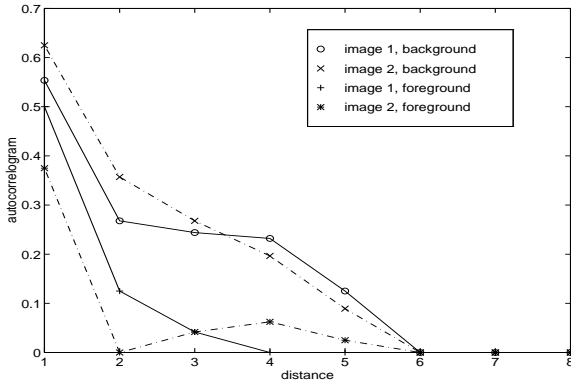 0.7
0.6
0.5
0.4
0.3
0.2
0.1
0
autocorrelogram
image 1, background
image 2, background
image 1, foreground
image 2, foreground
1 2 3 4 5 6 7 8
distance